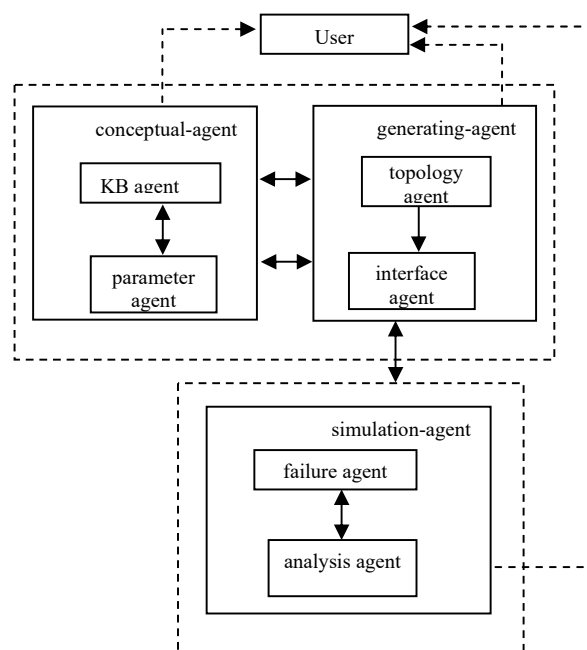 User
conceptual-agent
generating-agent
KB agent
topology
agent
parameter
agent
interface
agent
simulation-agent
failure agent
analysis agent